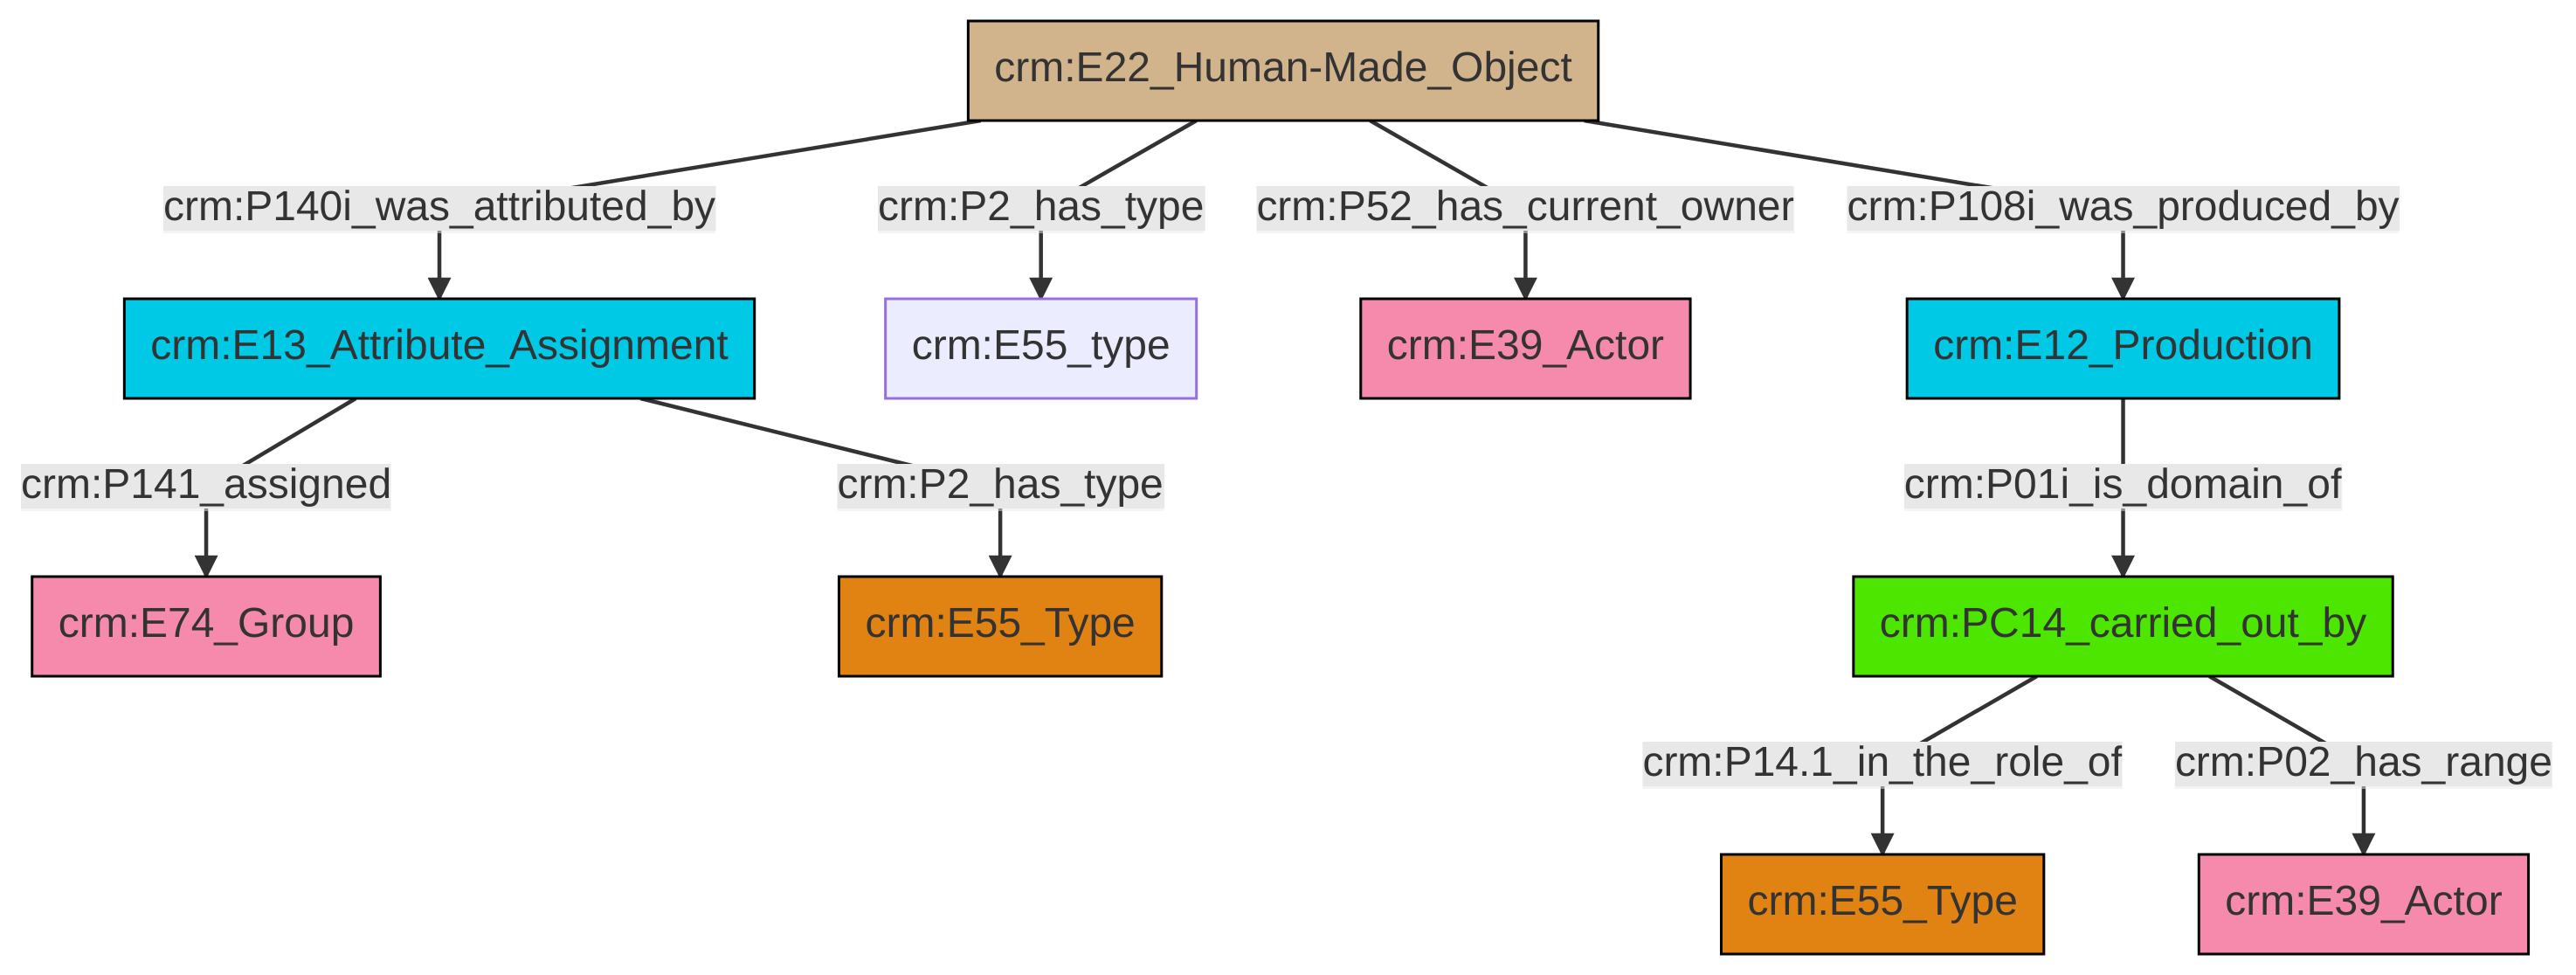 crm:E22_Human-Made_Object
crm:P140i_was_attributed_by
crm:P2_has_type
crm:P52_has_current_owner
crm:P108i_was_produced_by
crm:E13_Attribute_Assignment
crm:E55_type
crm:E39_Actor
crm:E12_Production
crm:P141_assigned
crm:P2_has_type
crm:P01i_is_domain_of
crm:E74_Group
crm:E55_Type
crm:PC14_carried_out_by
crm:P14.1_in_the_role_of
crm:P02_has_range
crm:E55_Type
crm:E39_Actor